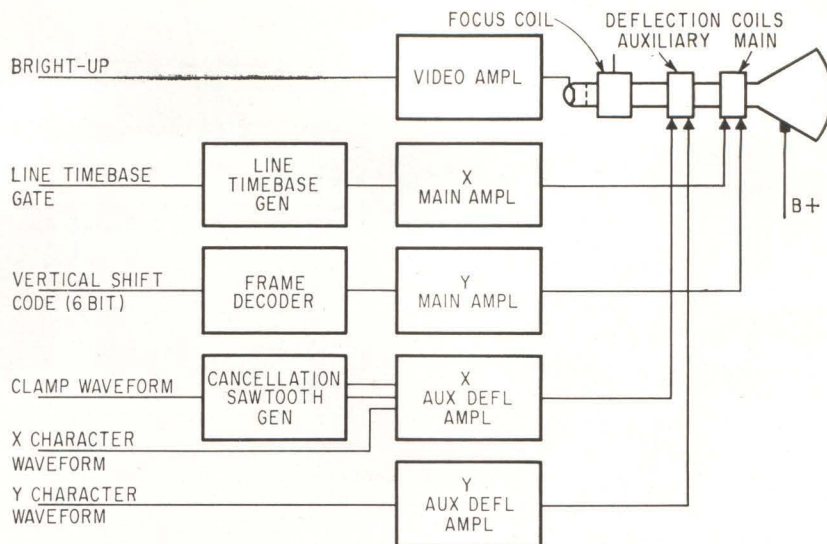 FOCUS COIL
DEFLECTION COILS
AUXILIARY MAIN
BRIGHT-UP
VIDEO AMPL
LINE TIMEBASE
GATE
LINE
TIMEBASE
GEN
X
MAIN AMPL
B+
VERTICAL SHIFT
CODE (6 BIT)
FRAME
DECODER
Y
MAIN AMPL
CLAMP WAVEFORM
CANCELLATION
SAWTOOTH
GEN
X
AUX DEFL
AMPL
X CHARACTER
WAVEFORM
Y CHARACTER
WAVEFORM
Y
AUX DEFL
AMPL